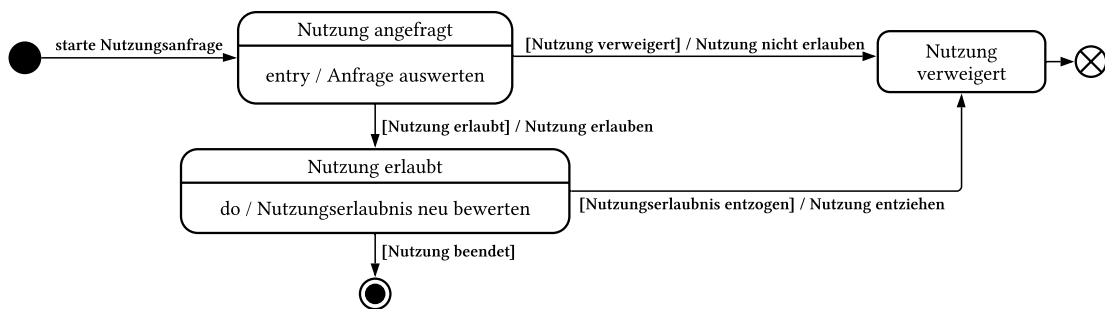 starte Nutzungsanfrage
Nutzung angefragt
entry / Anfrage auswerten
[Nutzung verweigert] / Nutzung nicht erlauben
Nutzung
verweigert
[Nutzung erlaubt] / Nutzung erlauben
Nutzung erlaubt
do / Nutzungserlaubnis neu bewerten
[Nutzungserlaubnis entzogen] / Nutzung entziehen
[Nutzung beendet]